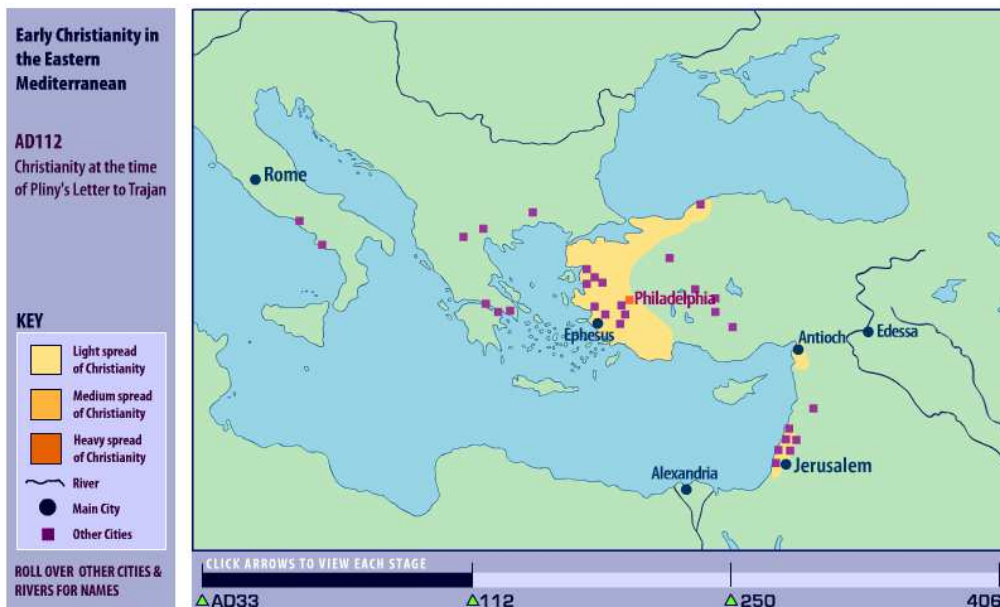 Early Christianity in
the Eastern
Mediterranean
AD112
Christianity at the time
of Pliny's Letter to Trajan
KEY
Light spread
of Christianity
Medium spread
of Christianity
Heavy spread
of Christianity
River
Main City
Other Cities
ROLL OVER OTHER CITIES &
RIVERS FOR NAMES
Rome
Philadelphia
Ephesus
Antioch
Edessa
Alexandria
Jerusalem
CLICK ARROWS TO VIEW EACH STAGE
AD33
112
250
406